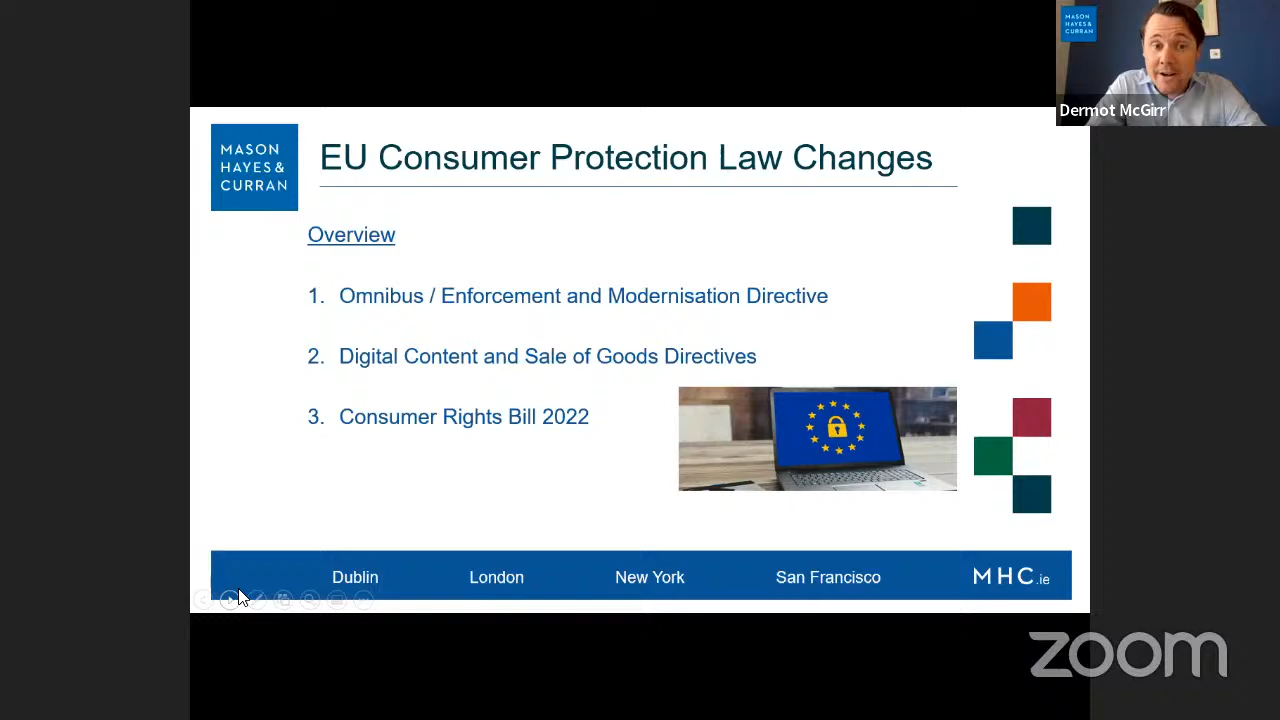 MASON
HAYES &
CURRAN
Dermot McGirr
MASON
HAYES &
CURRAN
EU Consumer Protection Law Changes
Overview
1. Omnibus / Enforcement and Modernisation Directive
2. Digital Content and Sale of Goods Directives
3. Consumer Rights Bill 2022
Dublin London New York San Francisco MHC.ie
zoom